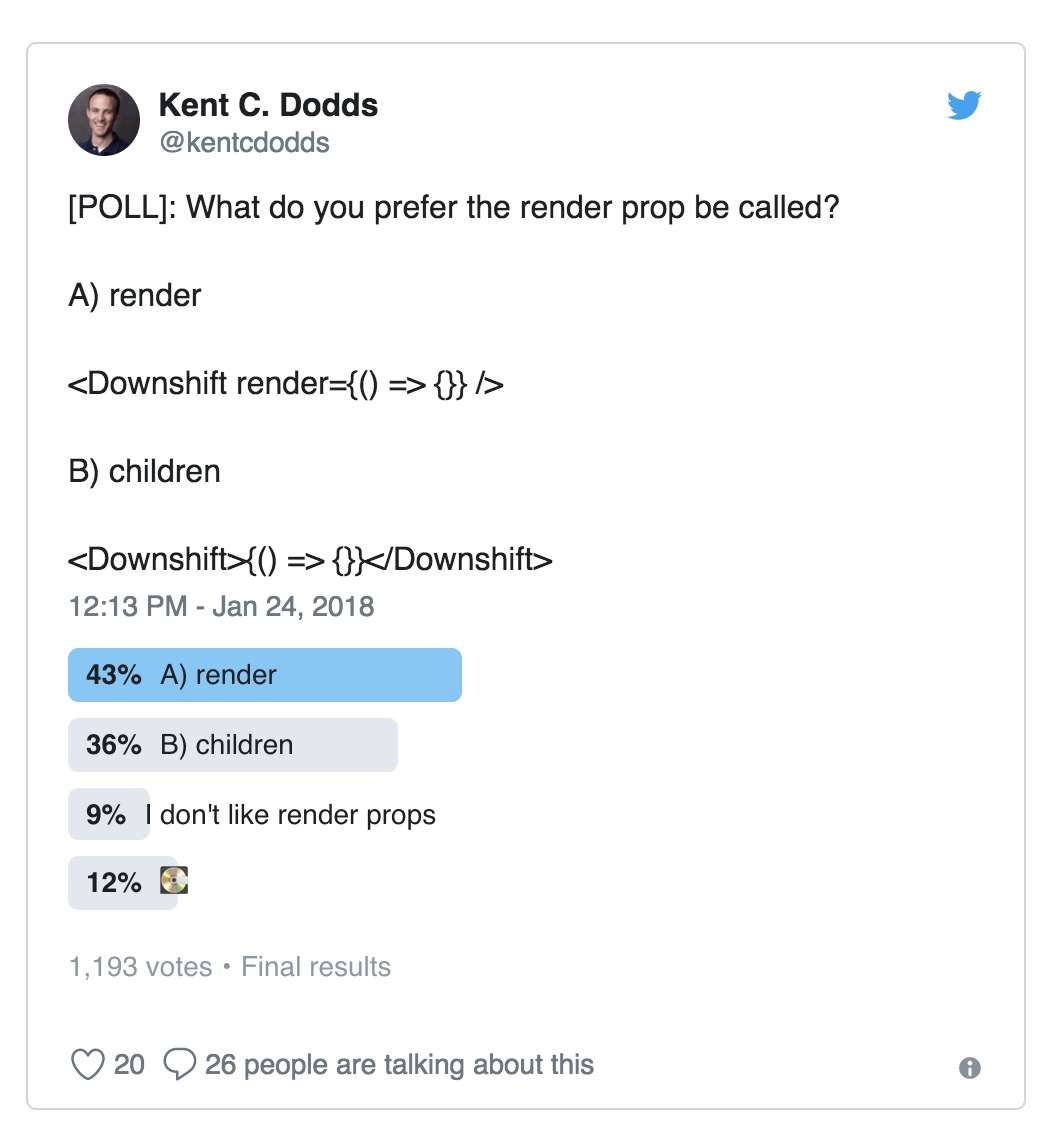 Kent C. Dodds
@kentcdodds
[POLL]: What do you prefer the render prop be called?
A) render
<Downshift render={() => {}} />
B) children
<Downshift>{() => {}}</Downshift>
12:13 PM - Jan 24, 2018
43% A) render
36% B) children
9% I don't like render props
12% 💽
1,193 votes • Final results
20 26 people are talking about this